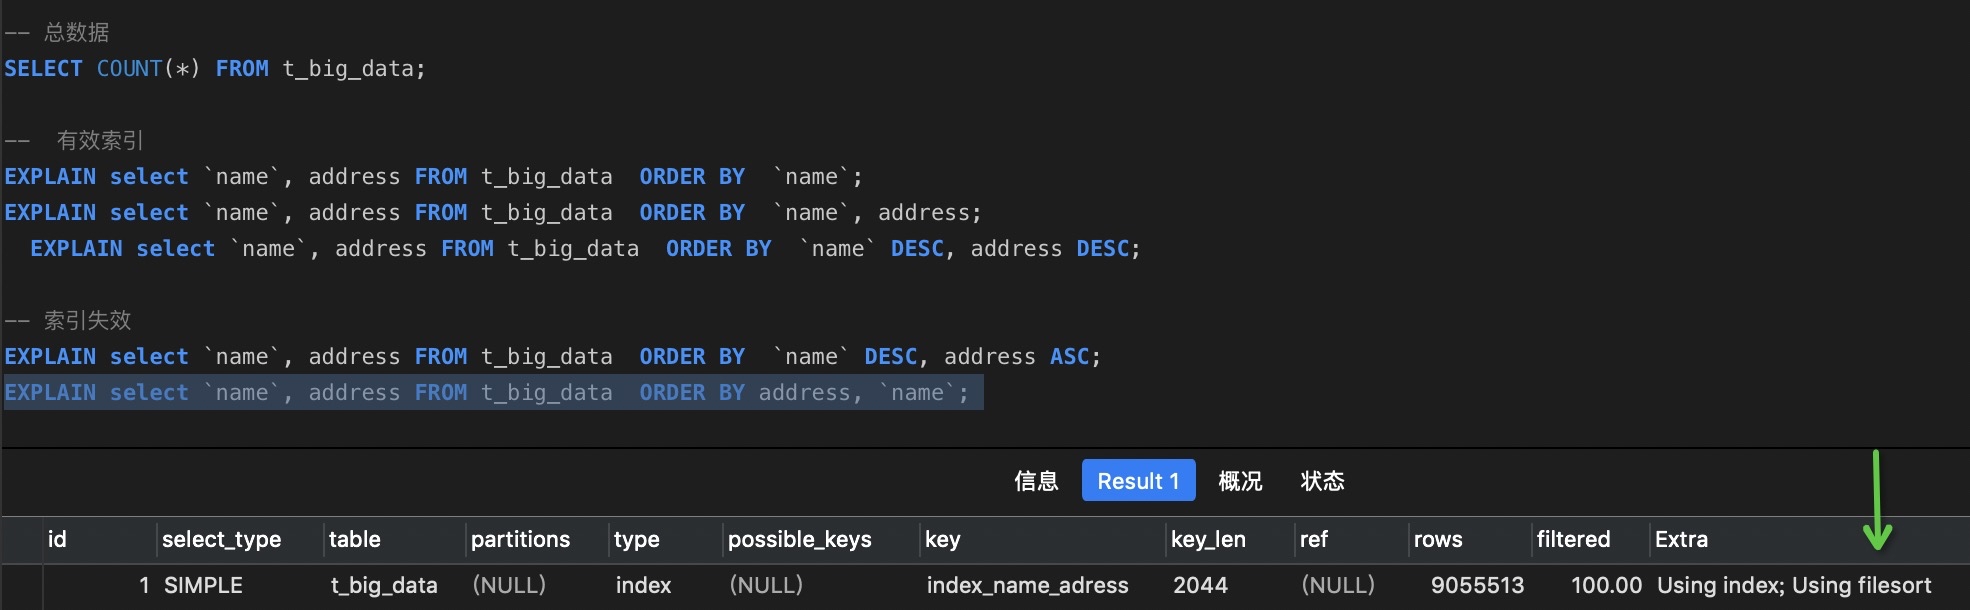 -- 总数据
SELECT COUNT(*) FROM t_big_data;
--  有效索引
EXPLAIN select `name`, address FROM t_big_data  ORDER BY  `name`;
EXPLAIN select `name`, address FROM t_big_data  ORDER BY  `name`, address;
  EXPLAIN select `name`, address FROM t_big_data  ORDER BY  `name` DESC, address DESC;
-- 索引失效
EXPLAIN select `name`, address FROM t_big_data  ORDER BY  `name` DESC, address ASC;
EXPLAIN select `name`, address FROM t_big_data  ORDER BY address, `name`;
信息 Result 1 概况 状态
id select_type table partitions type possible_keys key key_len ref rows filtered Extra
1 SIMPLE t_big_data (NULL) index (NULL) index_name_adress 2044 (NULL) 9055513 100.00 Using index; Using filesort